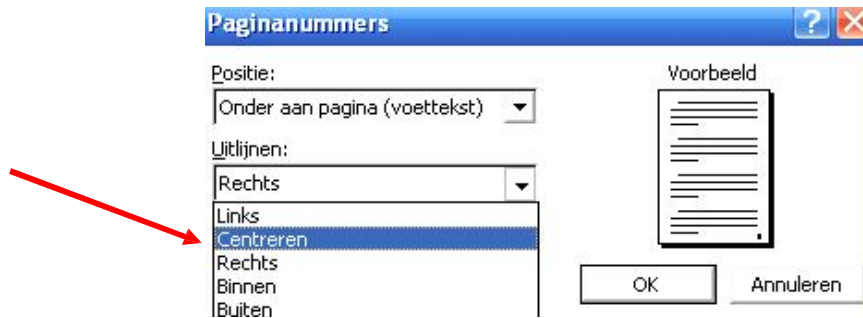 Paginanummers
Positie:
Voorbeeld
Onder aan pagina (voettekst)
Uitlijnen:
Rechts
Links
Centreren
Rechts
Binnen
Buiten
OK
Annuleren